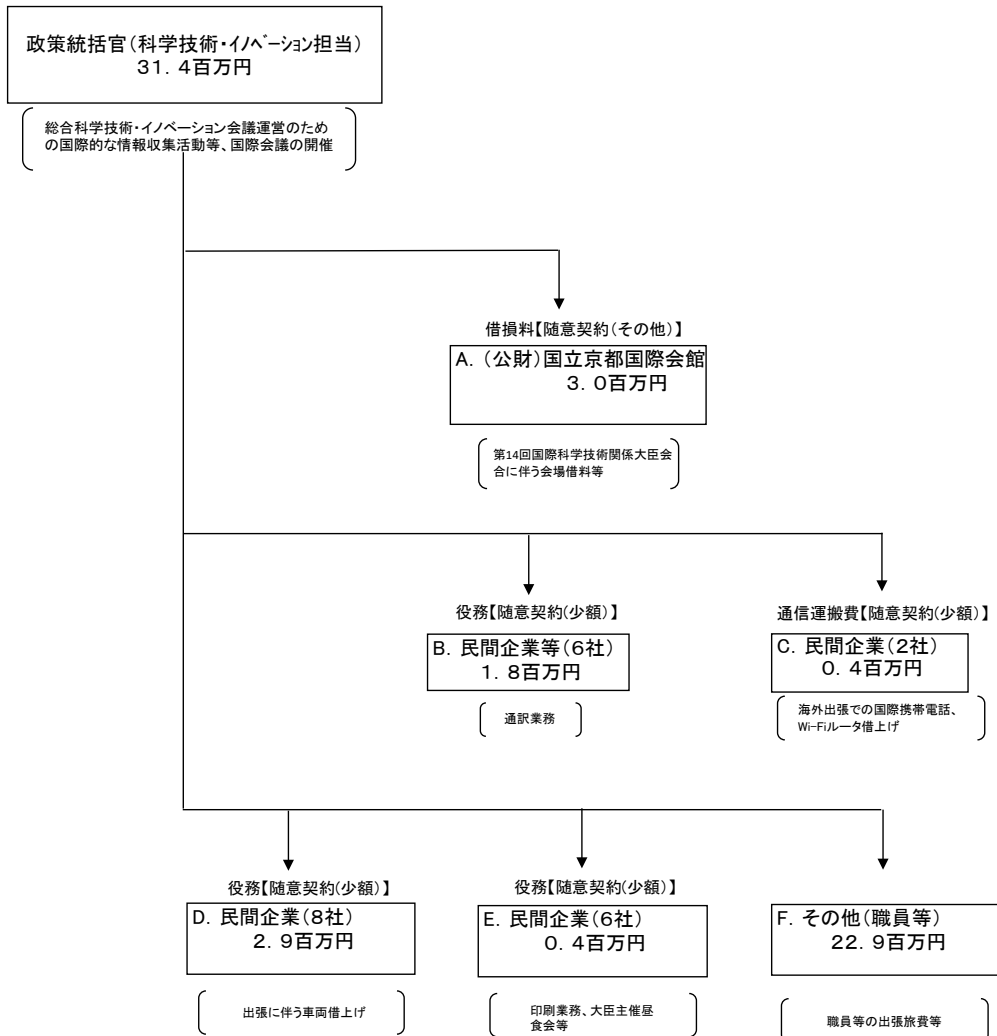 政策統括官(科学技術・イノベーション担当)
31.4百万円
総合科学技術・イノベーション会議運営のため
の国際的な情報収集活動等、国際会議の開催
借損料【随意契約(その他)】
A.(公財)国立京都国際会館
3.0百万円
第14回国際科学技術関係大臣会
合に伴う会場借料等
役務【随意契約(少額)】
B.民間企業等(6社)
1.8百万円
通訳業務
通信運搬費【随意契約(少額)】
C.民間企業(2社)
0.4百万円
海外出張での国際携帯電話、
Wi-Fiルータ借上げ
役務【随意契約(少額)】
D.民間企業(8社)
2.9百万円
出張に伴う車両借上げ
役務【随意契約(少額)】
E.民間企業(6社)
0.4百万円
印刷業務、大臣主催昼
食会等
F.その他(職員等)
22.9百万円
職員等の出張旅費等